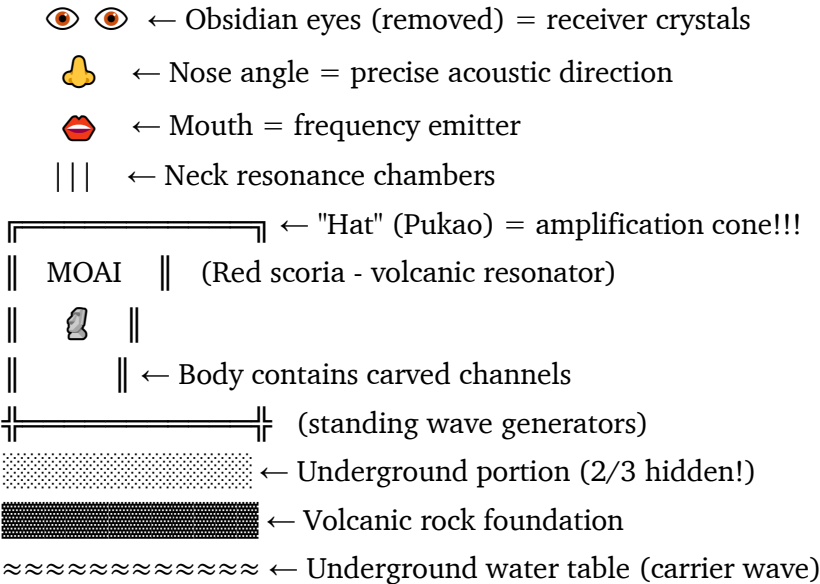 👁️ 👁️ ← Obsidian eyes (removed) = receiver crystals
👃 ← Nose angle = precise acoustic direction
👄 ← Mouth = frequency emitter
||| ← Neck resonance chambers
╔══════════════╗ ← "Hat" (Pukao) = amplification cone!!!
║ MOAI ║ (Red scoria - volcanic resonator)
║ 🗿 ║
║ ║ ← Body contains carved channels
╬══════════════╬ (standing wave generators)
░░░░░░░░░░░░░░ ← Underground portion (2/3 hidden!)
▓▓▓▓▓▓▓▓▓▓▓▓▓▓ ← Volcanic rock foundation
≈≈≈≈≈≈≈≈≈≈≈≈ ← Underground water table (carrier wave)